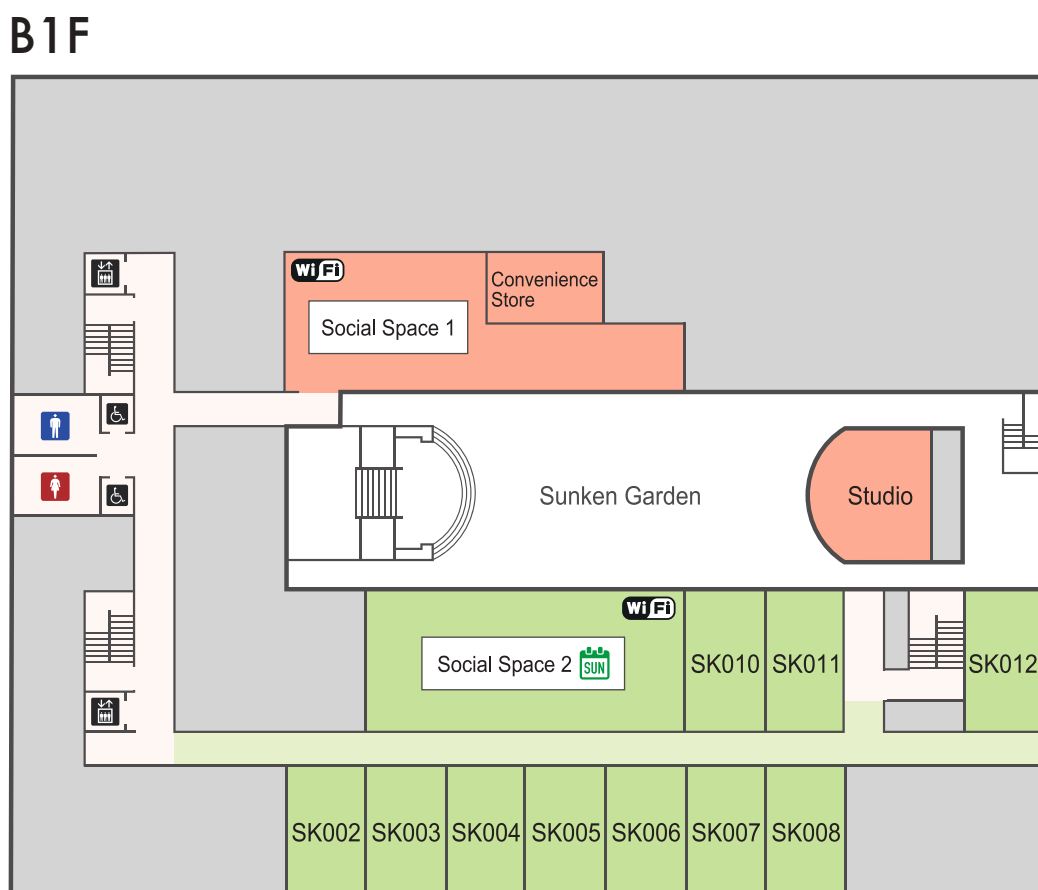 B1F
WiFi
Convenience
Store
Social Space 1
Sunken Garden
Studio
WiFi
Social Space 2
SUN
SK010
SK011
SK012
SK002
SK003
SK004
SK005
SK006
SK007
SK008